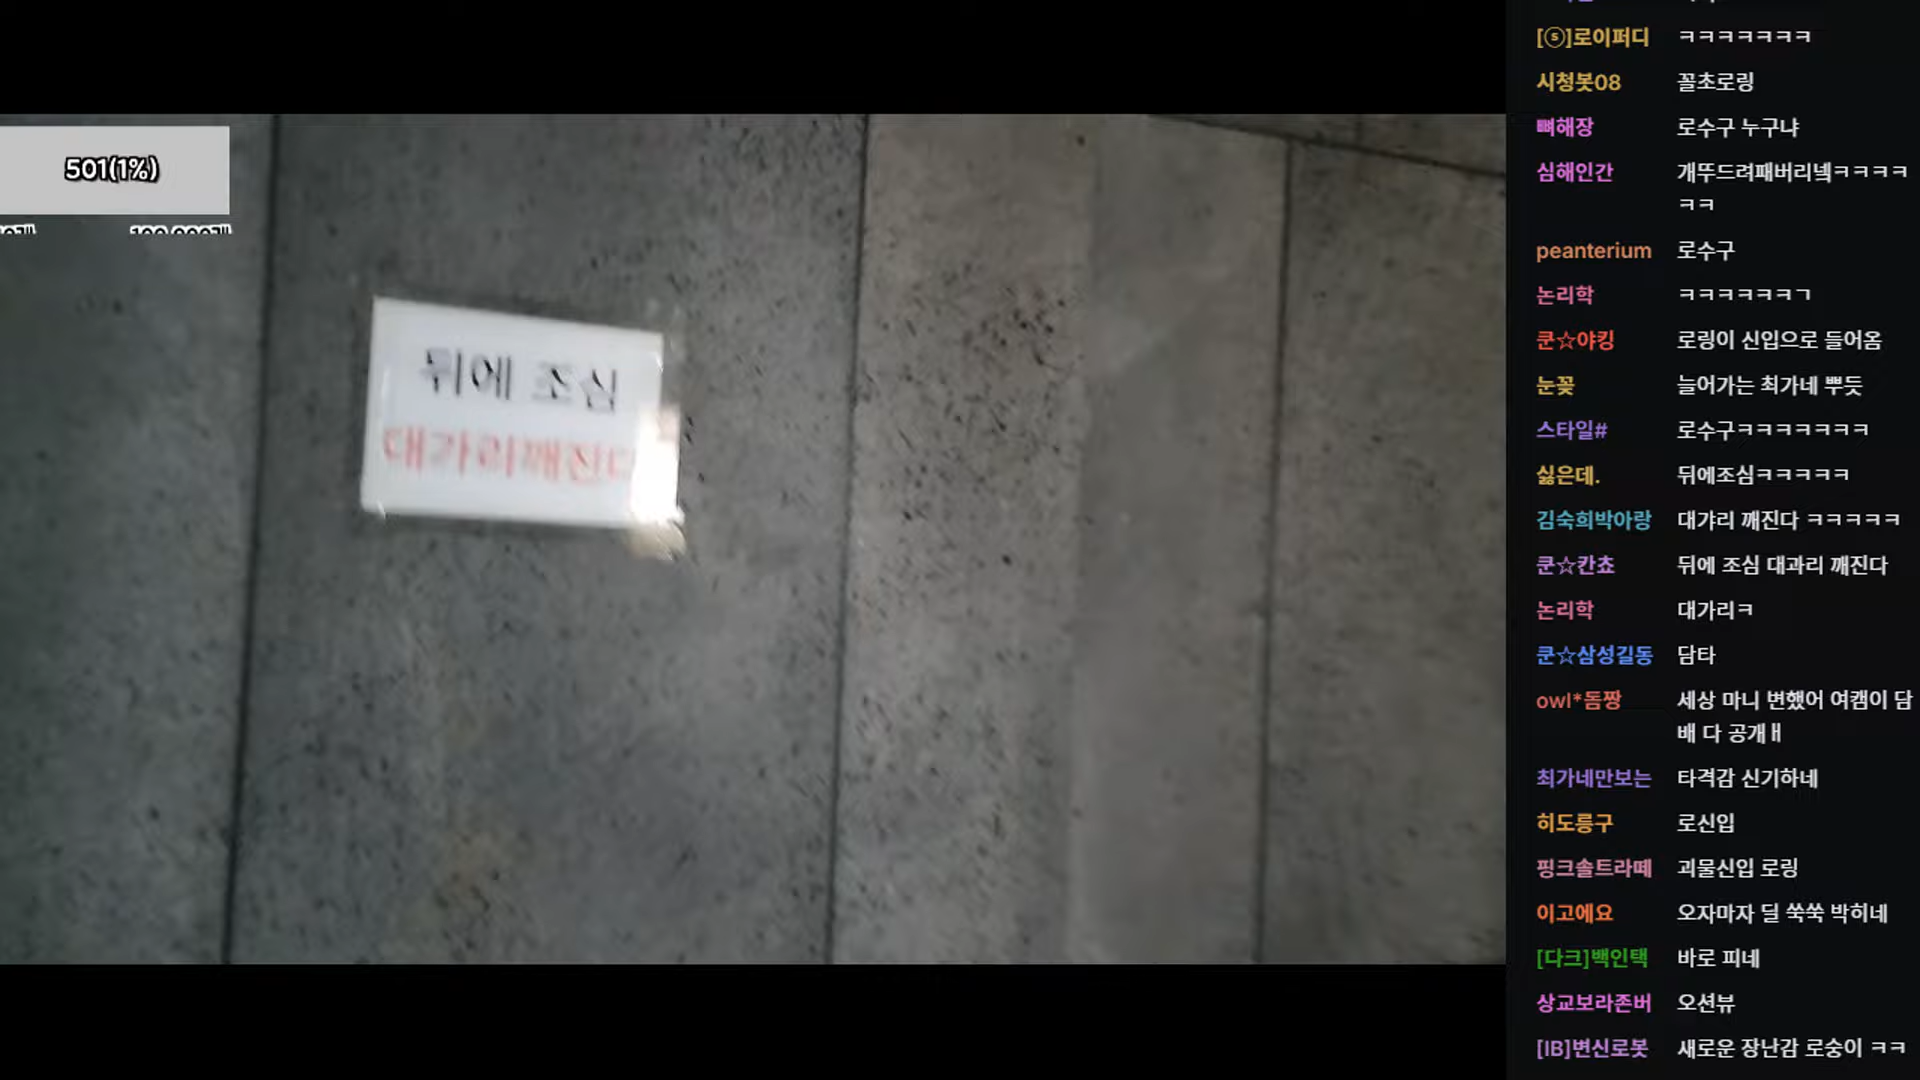 501(1%)
뒤에 조심
대가리깨진다
[ⓢ]로이퍼디 ㅋㅋㅋㅋㅋㅋㅋ
시청봇08 꼴초로링
뼈해장 로수구 누구냐
심해인간 개뚜드려패버리넼ㅋㅋㅋㅋ
ㅋㅋ
peanterium 로수구
논리학 ㅋㅋㅋㅋㅋㅋㄱ
쿤☆야킹 로링이 신입으로 들어옴
눈꽃 늘어가는 최가네 뿌듯
스타일# 로수구ㅋㅋㅋㅋㅋㅋㅋ
싫은데. 뒤에조심ㅋㅋㅋㅋㅋ
김숙희박아랑 대갸리 깨진다 ㅋㅋㅋㅋㅋ
쿤☆칸쵸 뒤에 조심 대과리 깨진다
논리학 대가리ㅋ
쿤☆삼성길동 담타
owl*돔짱 세상 마니 변했어 여캠이 담
배 다 공개ㅐ
최가네만보는 타격감 신기하네
히도릉구 로신입
핑크솔트라떼 괴물신입 로링
이고에요 오자마자 딜 쑥쑥 박히네
[다크]백인택 바로 피네
상교보라존버 오션뷰
[IB]변신로봇 새로운 장난감 로숭이 ㅋㅋ